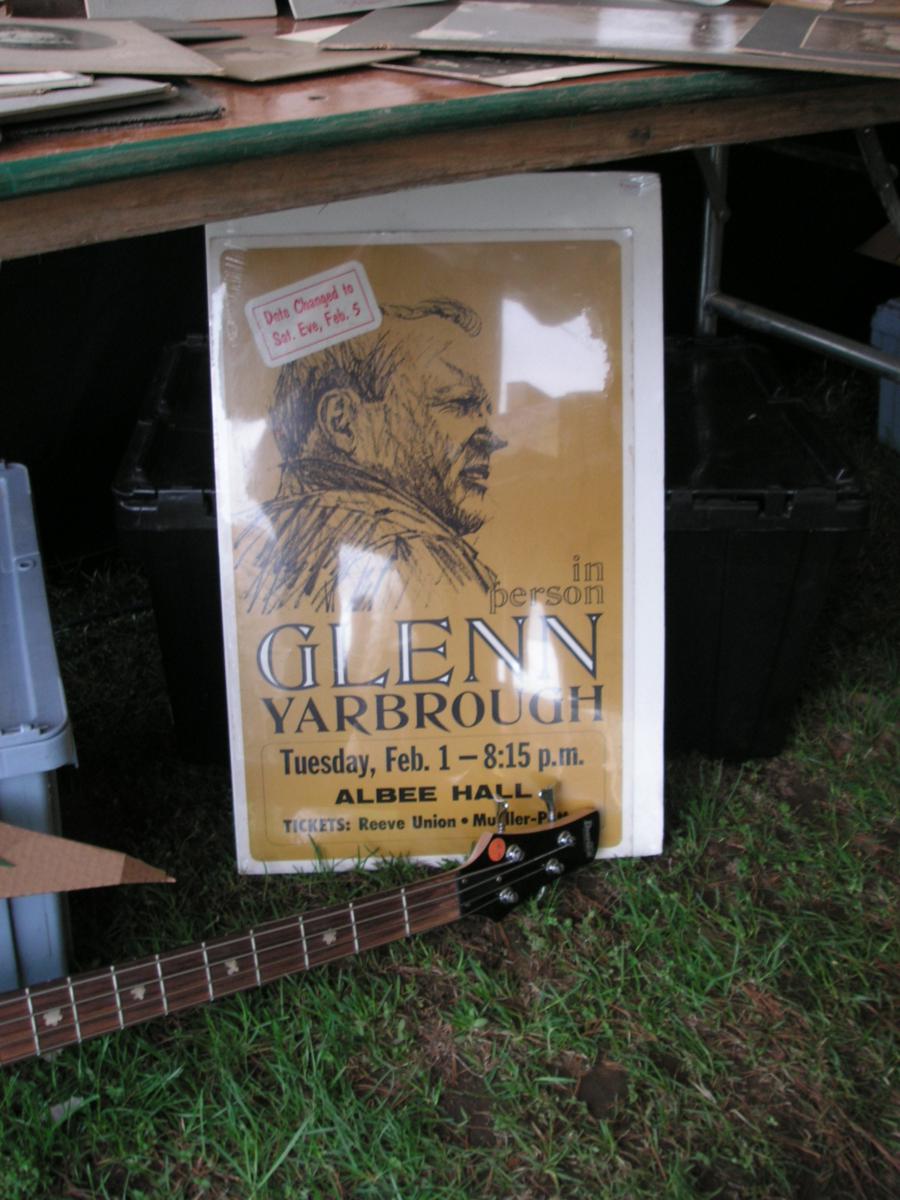 Date Changed to
Sat. Eve, Feb. 5
in
person
GLENN
YARBROUGH
Tuesday, Feb. 1 — 8:15 p.m.
ALBEE HALL
TICKETS: Reeve Union • Mueller-P